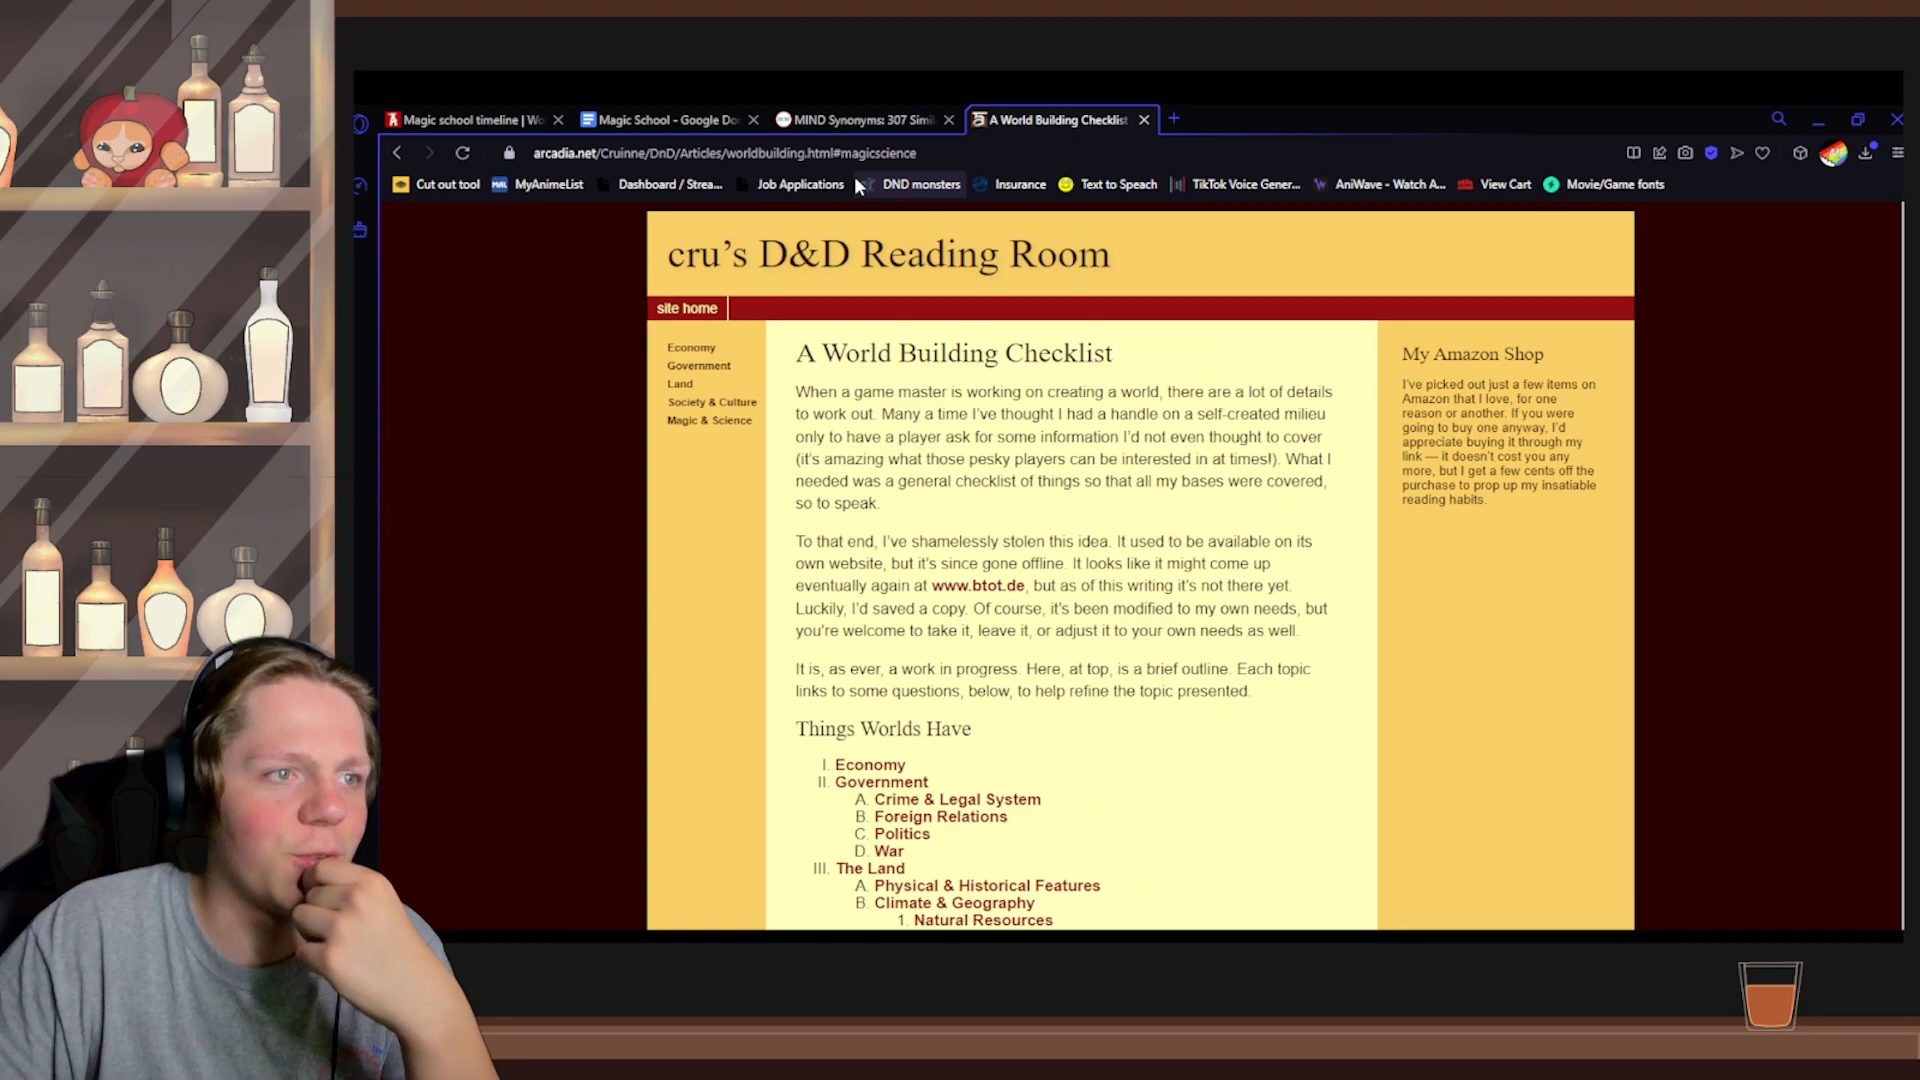 Magic school timeline | Wo
Magic School - Google Do
MIND Synonyms: 307 Simil
A World Building Checklist
arcadia.net/Cruinne/DnD/Articles/worldbuilding.html#magicscience
Cut out tool
MyAnimeList
Dashboard / Strea...
Job Applications
DND monsters
Insurance
Text to Speech
TikTok Voice Gener...
AniWave - Watch A...
View Cart
Movie/Game fonts
cru's D&D Reading Room
site home
Economy
Government
Land
Society & Culture
Magic & Science
A World Building Checklist
When a game master is working on creating a world, there are a lot of details
to work out. Many a time I've thought I had a handle on a self-created milieu
only to have a player ask for some information I'd not even thought to cover
(it's amazing what those pesky players can be interested in at times!). What I
needed was a general checklist of things so that all my bases were covered,
so to speak.
To that end, I've shamelessly stolen this idea. It used to be available on its
own website, but it's since gone offline. It looks like it might come up
eventually again at www.btot.de, but as of this writing it's not there yet.
Luckily, I'd saved a copy. Of course, it's been modified to my own needs, but
you're welcome to take it, leave it, or adjust it to your own needs as well.
It is, as ever, a work in progress. Here, at top, is a brief outline. Each topic
links to some questions, below, to help refine the topic presented.
Things Worlds Have
I. Economy
II. Government
A. Crime & Legal System
B. Foreign Relations
C. Politics
D. War
III. The Land
A. Physical & Historical Features
B. Climate & Geography
1. Natural Resources
My Amazon Shop
I've picked out just a few items on
Amazon that I love, for one
reason or another. If you were
going to buy one anyway, I'd
appreciate buying it through my
link — it doesn't cost you any
more, but I get a few cents off the
purchase to prop up my insatiable
reading habits.